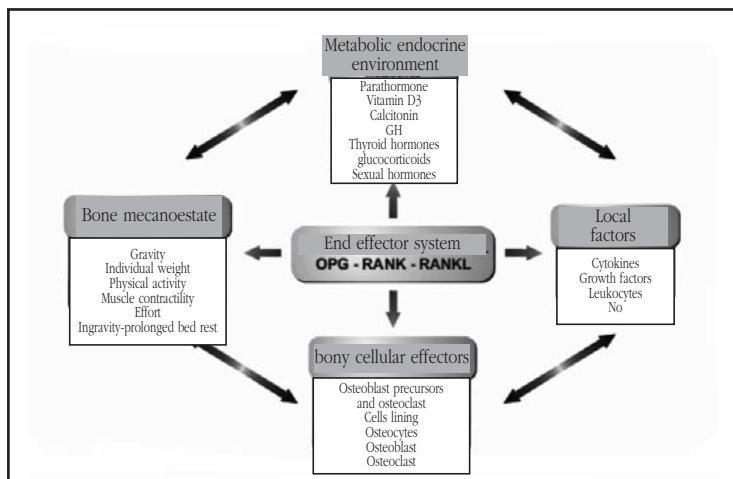 Metabolic endocrine
environment
Parathormone
Vitamin D3
Calcitonin
GH
Thyroid hormones
glucocorticoids
Sexual hormones
Bone mecanoestate
Gravity
Individual weight
Physical activity
Muscle contractility
Effort
Ingravity-prolonged bed rest
End effector system
OPG - RANK - RANKL
Local
factors
Cytokines
Growth factors
Leukocytes
No
bony cellular effectors
Osteoblast precursors
and osteoclast
Cells lining
Osteocytes
Osteoblast
Osteoclast